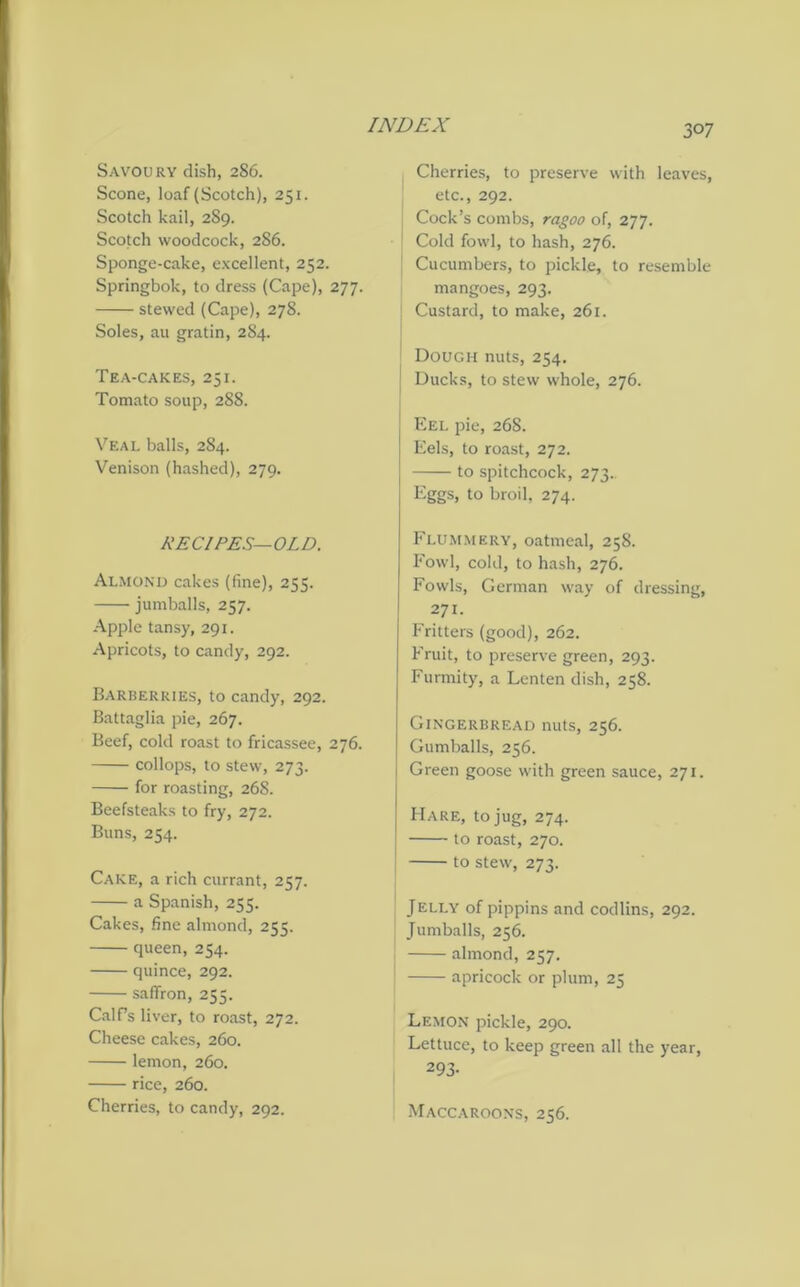 INDEX
307
SAVOURY dish, 286.
Scone, loaf (Scotch), 251.
Scotch kail, 289.
Scotch woodcock, 286.
Sponge-cake, excellent, 252.
Springbok, to dress (Cape), 277.
—— stewed (Cape), 278.
Soles, au gratin, 284.
TEA-CAKES, 251.
Tomato soup, 288.
VEAL balls, 284.
Venison (hashed), 279.
RECIPES—OLD.
ALMOND cakes (fine), 255.
—— jumballs, 257.
Apple tansy, 291.
Apricots, to candy, 292.
BARBERRIES, to candy, 292.
Battaglia pie, 267.
Beef, cold roast to fricassee, 276.
—— collops, to stew, 273.
—— for roasting, 268.
Beefsteaks to fry, 272.
Buns, 254.
CAKE, a rich currant, 257.
—— a Spanish, 255.
Cakes, fine almond, 255.
—— queen, 254.
—— quince, 292.
—— saffron, 255.
Calf's liver, to roast, 272.
Cheese cakes, 260.
—— lemon, 260.
—— rice, 260.
Cherries, to candy, 292.
Cherries, to preserve with leaves,
etc., 292.
Cock's combs, ragoo of, 277.
Cold fowl, to hash, 276.
Cucumbers, to pickle, to resemble
mangoes, 293.
Custard, to make, 261.
DOUGH nuts, 254.
Ducks, to stew whole, 276.
EEL pie, 268.
Eels, to roast, 272.
—— to spitchcock, 273.
Eggs, to broil, 274.
FLUMMERY, oatmeal, 258.
Fowl, cold, to hash, 276.
Fowls, German way of dressing,
271.
Fritters (good), 262.
Fruit, to preserve green, 293.
Furmity, a Lenten dish, 258.
GINGERBREAD nuts, 256.
Gumballs, 256.
Green goose with green sauce, 271.
HARE, to jug, 274.
—— to roast, 270.
—— to stew, 273.
JELLY of pippins and codlins, 292.
Jumballs, 256.
—— almond, 257.
—— apricock or plum, 25
LEMON pickle, 290.
Lettuce, to keep green all the year,
293.
MACCAROONS, 256.